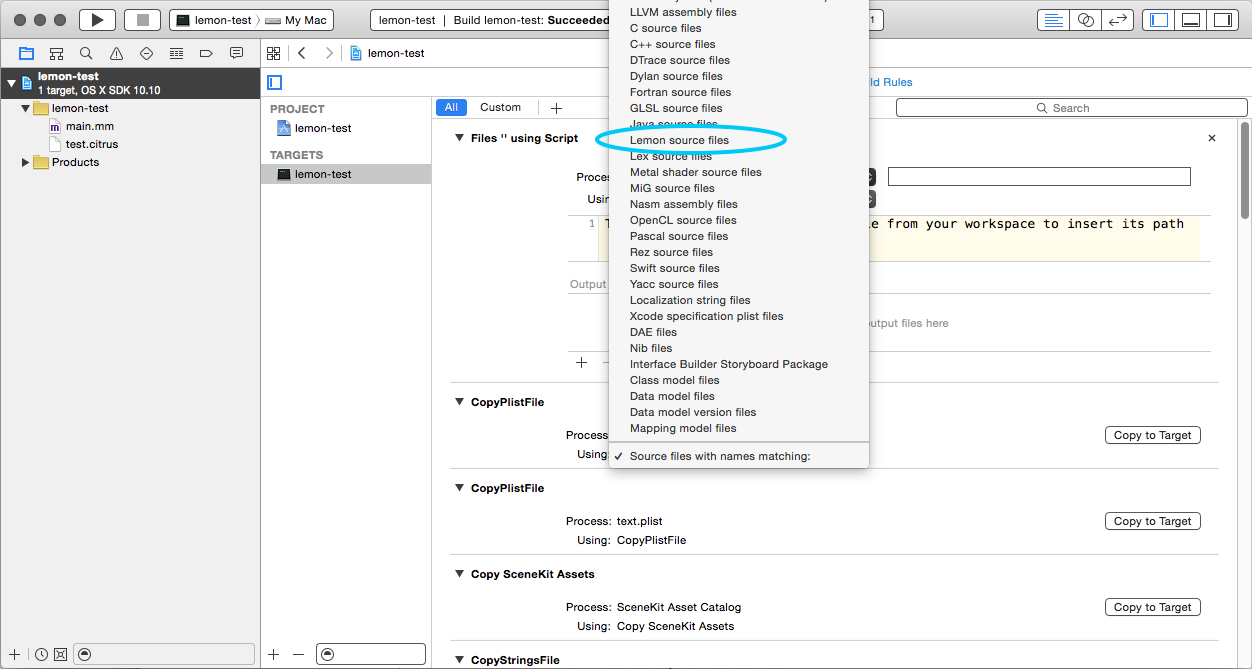 lemon-test My Mac
lemon-test | Build lemon-test: Succeeded
1
lemon-test
lemon-test
1 target, OS X SDK 10.10
lemon-test
main.mm
test.citrus
Products
ld Rules
PROJECT
lemon-test
TARGETS
lemon-test
All Custom
Search
Files '' using Script
Proces
Usin
1
le from your workspace to insert its path
Output
utput files here
LLVM assembly files
C source files
C++ source files
DTrace source files
Dylan source files
Fortran source files
GLSL source files
Java source files
Lemon source files
Lex source files
Metal shader source files
MiG source files
Nasm assembly files
OpenCL source files
Pascal source files
Rez source files
Swift source files
Yacc source files
Localization string files
Xcode specification plist files
DAE files
Nib files
Interface Builder Storyboard Package
Class model files
Data model files
Data model version files
Mapping model files
Source files with names matching:
CopyPlistFile
Process
Using:
Copy to Target
CopyPlistFile
Process: text.plist
Using: CopyPlistFile
Copy to Target
Copy SceneKit Assets
Process: SceneKit Asset Catalog
Using: Copy SceneKit Assets
Copy to Target
CopyStringsFile